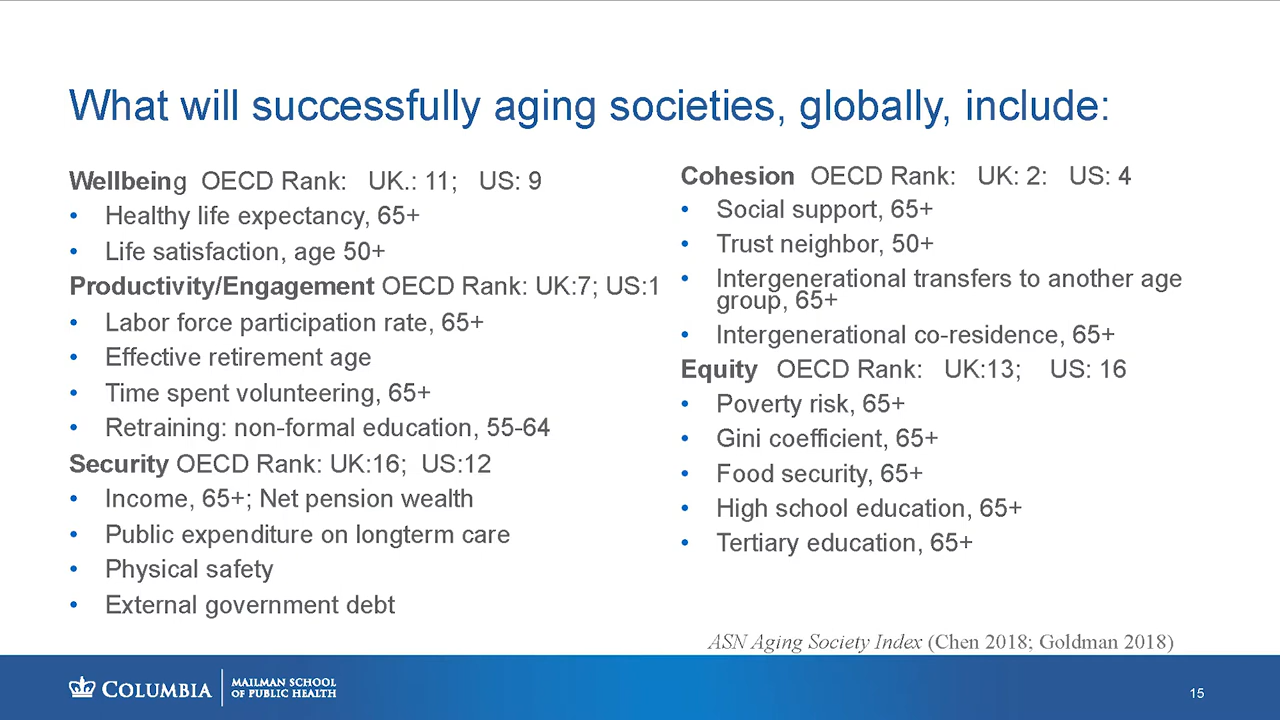 What will successfully aging societies, globally, include:
Wellbeing OECD Rank: UK.: 11; US: 9
• Healthy life expectancy, 65+
• Life satisfaction, age 50+
Productivity/Engagement OECD Rank: UK:7; US:1
• Labor force participation rate, 65+
• Effective retirement age
• Time spent volunteering, 65+
• Retraining: non-formal education, 55-64
Security OECD Rank: UK:16; US:12
• Income, 65+; Net pension wealth
• Public expenditure on longterm care
• Physical safety
• External government debt
Cohesion OECD Rank: UK: 2: US: 4
• Social support, 65+
• Trust neighbor, 50+
• Intergenerational transfers to another age
group, 65+
• Intergenerational co-residence, 65+
Equity OECD Rank: UK:13; US: 16
• Poverty risk, 65+
• Gini coefficient, 65+
• Food security, 65+
• High school education, 65+
• Tertiary education, 65+
ASN Aging Society Index (Chen 2018; Goldman 2018)
COLUMBIA
MAILMAN SCHOOL
OF PUBLIC HEALTH
15